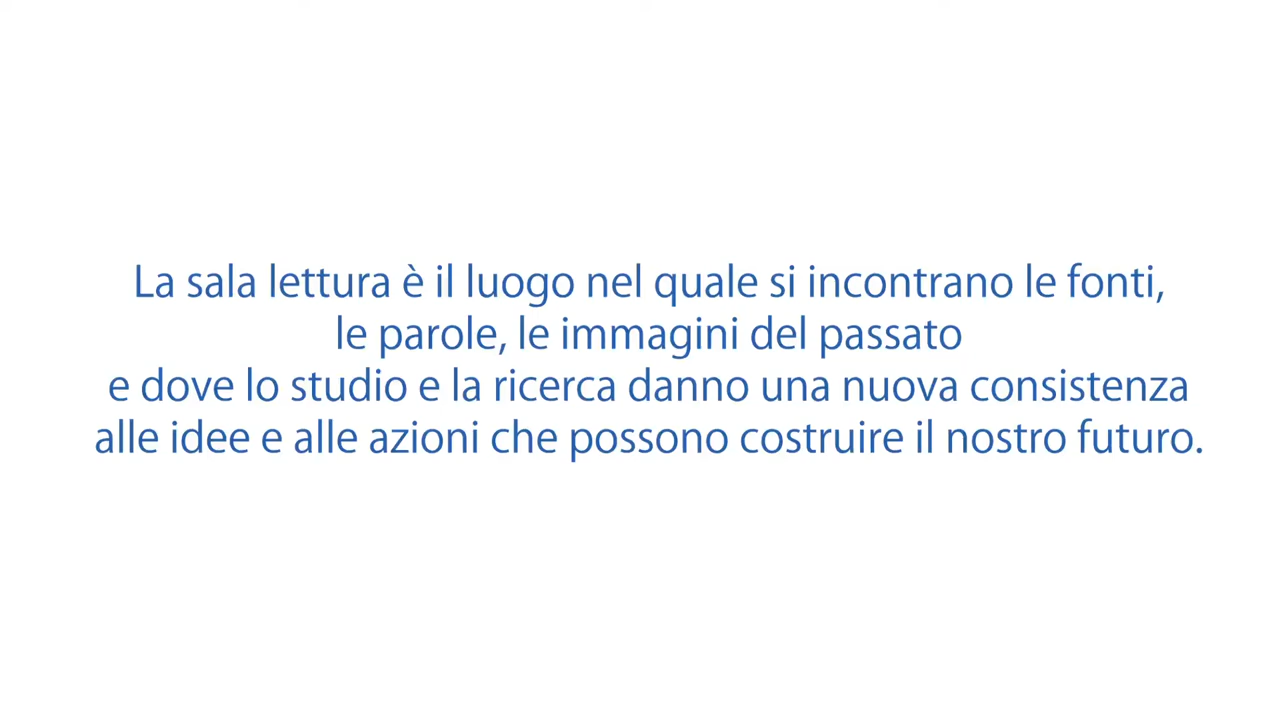 La sala lettura è il luogo nel quale si incontrano le fonti,
le parole, le immagini del passato
e dove lo studio e la ricerca danno una nuova consistenza
alle idee e alle azioni che possono costruire il nostro futuro.